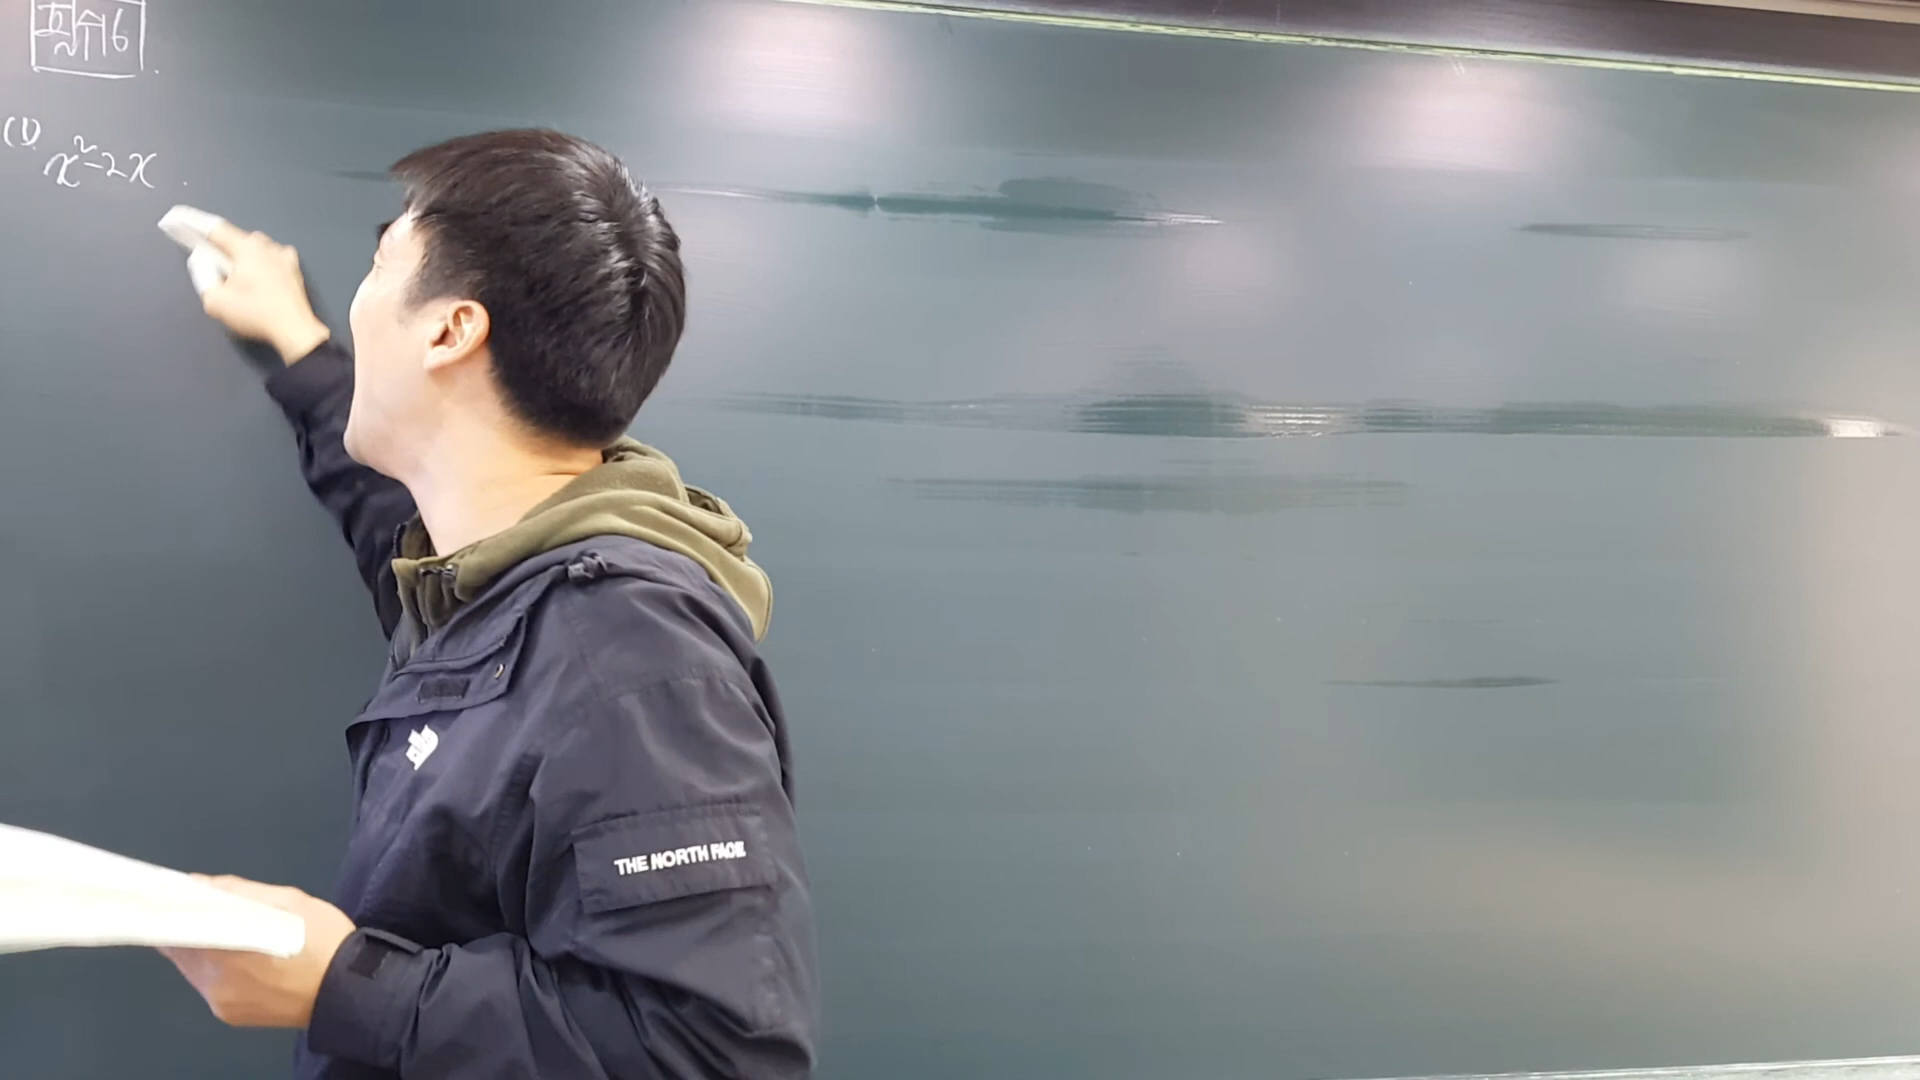 필수16
(1)
x²-2x
THE NORTH FACE